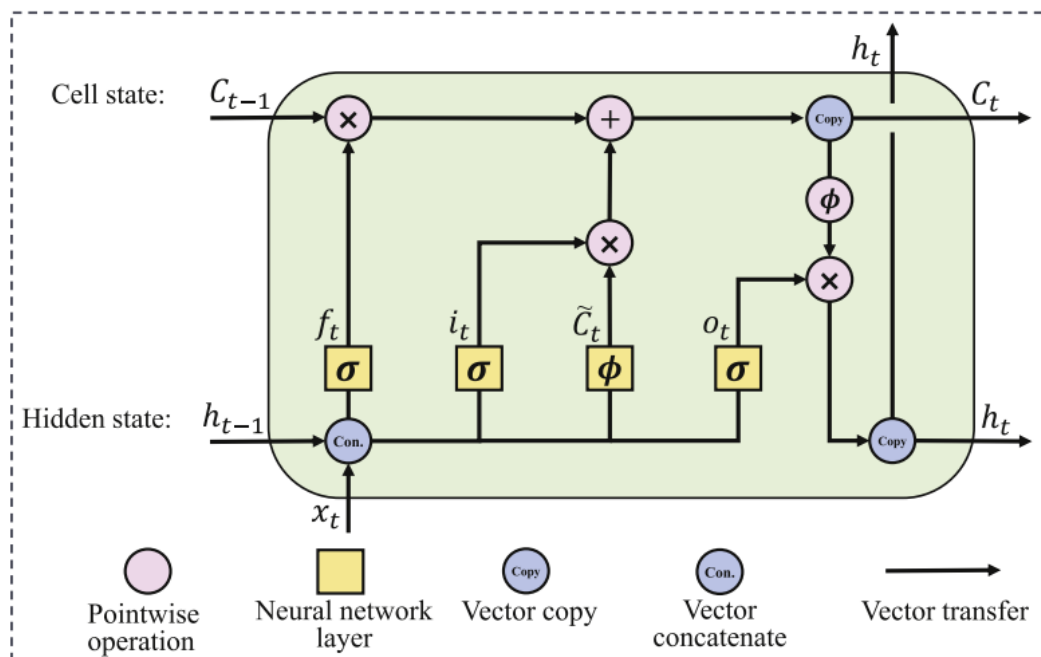 h_t
Cell state: C_{t-1} × + Copy C_t
ϕ
×
×
f_t i_t C̃_t o_t
σ σ ϕ σ
Hidden state: h_{t-1} Con. Copy h_t
x_t
Copy Con.
Pointwise operation
Neural network layer
Vector copy
Vector concatenate
Vector transfer